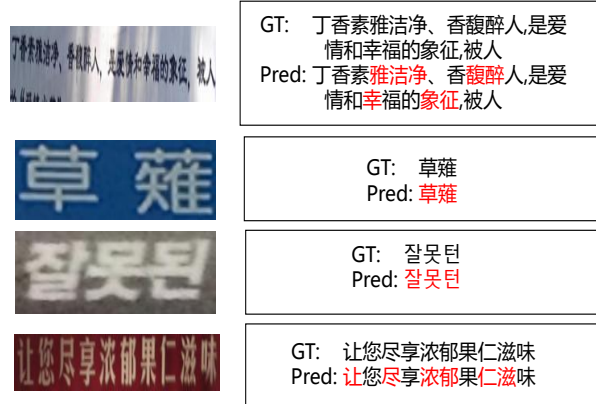 丁香素雅洁净、香馥醉人,是爱情和幸福的象征,被人
GT: 丁香素雅洁净、香馥醉人,是爱
情和幸福的象征,被人
Pred: 丁香素雅洁净、香馥醉人,是爱
情和幸福的象征,被人
草薙
GT: 草薙
Pred: 草薙
잘못된
GT: 잘못턴
Pred: 잘못턴
让您尽享浓郁果仁滋味
GT: 让您尽享浓郁果仁滋味
Pred: 让您尽享浓郁果仁滋味